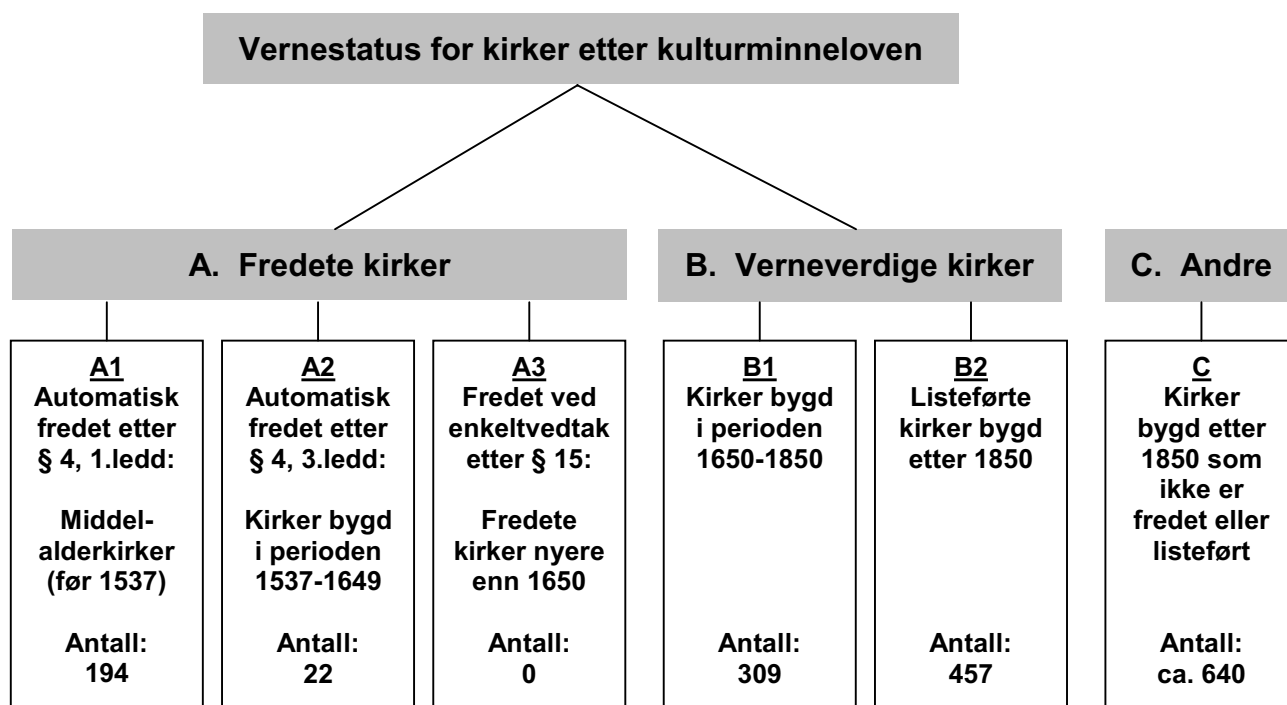 Vernestatus for kirker etter kulturminneloven
A. Fredete kirker
B. Verneverdige kirker
C. Andre
A1
Automatisk
fredet etter
§ 4, 1.ledd:
Middel-
alderkirker
(før 1537)
Antall:
194
A2
Automatisk
fredet etter
§ 4, 3.ledd:
Kirker bygd
i perioden
1537-1649
Antall:
22
A3
Fredet ved
enkeltvedtak
etter § 15:
Fredete
kirker nyere
enn 1650
Antall:
0
B1
Kirker bygd
i perioden
1650-1850
Antall:
309
B2
Listeførte
kirker bygd
etter 1850
Antall:
457
C
Kirker
bygd etter
1850 som
ikke er
fredet eller
listeført
Antall:
ca. 640